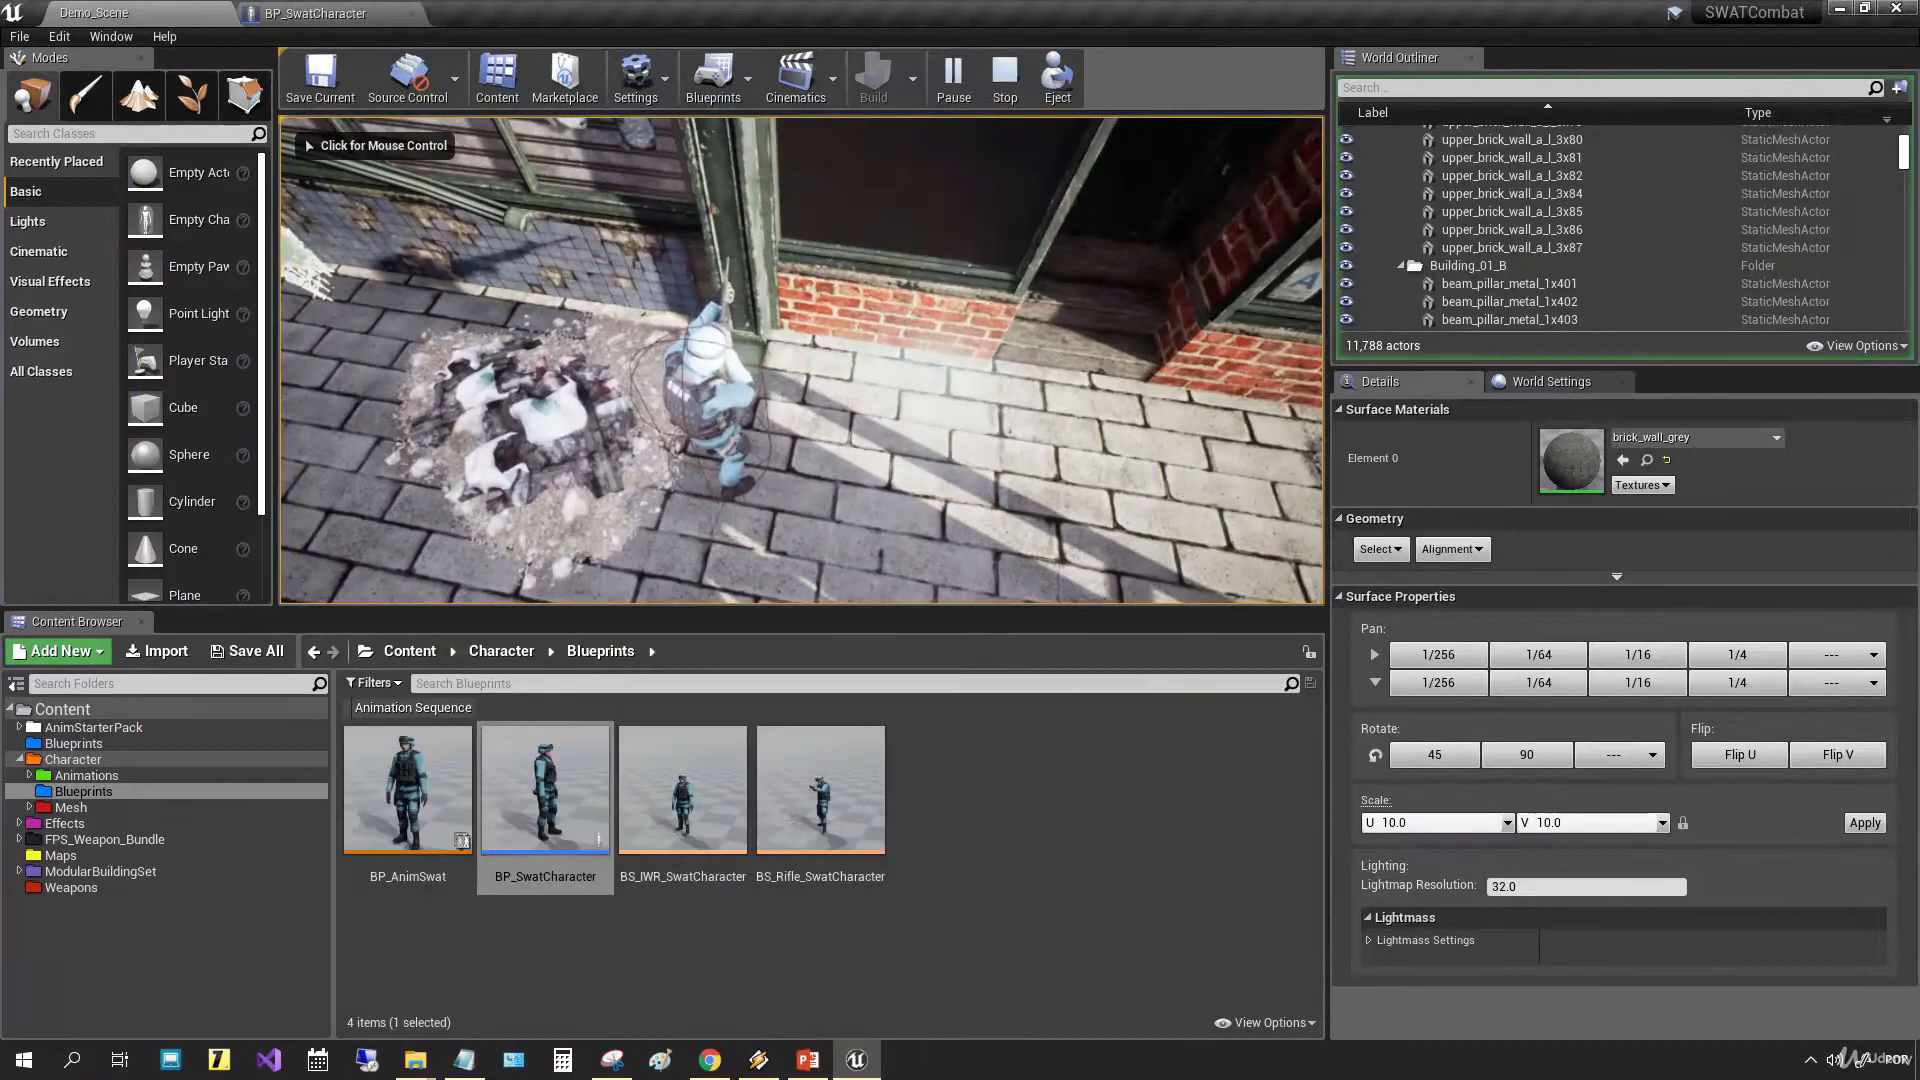 Demo_Scene
BP_SwatCharacter
SWATCombat
File Edit Window Help
Modes
Search Classes
Recently Placed
Basic
Lights
Cinematic
Visual Effects
Geometry
Volumes
All Classes
Empty Acto
Empty Cha
Empty Paw
Point Light
Player Sta
Cube
Sphere
Cylinder
Cone
Plane
Save Current
Source Control
Content
Marketplace
Settings
Blueprints
Cinematics
Build
Pause
Stop
Eject
Click for Mouse Control
World Outliner
Search...
Label Type
upper_brick_wall_a_l_3x80 StaticMeshActor
upper_brick_wall_a_l_3x81 StaticMeshActor
upper_brick_wall_a_l_3x82 StaticMeshActor
upper_brick_wall_a_l_3x84 StaticMeshActor
upper_brick_wall_a_l_3x85 StaticMeshActor
upper_brick_wall_a_l_3x86 StaticMeshActor
upper_brick_wall_a_l_3x87 StaticMeshActor
Building_01_B Folder
beam_pillar_metal_1x401 StaticMeshActor
beam_pillar_metal_1x402 StaticMeshActor
beam_pillar_metal_1x403 StaticMeshActor
11,788 actors
View Options
Details
World Settings
Surface Materials
Element 0
brick_wall_grey
Textures
Geometry
Select
Alignment
Surface Properties
Pan:
1/256 1/64 1/16 1/4 ---
1/256 1/64 1/16 1/4 ---
Rotate: Flip:
45 90 --- Flip U Flip V
Scale:
U 10.0 V 10.0 Apply
Lighting:
Lightmap Resolution: 32.0
Lightmass
Lightmass Settings
Content Browser
Add New Import Save All Content Character Blueprints
Search Folders
Filters Search Blueprints
Content
AnimStarterPack
Blueprints
Character
Animations
Blueprints
Mesh
Effects
FPS_Weapon_Bundle
Maps
ModularBuildingSet
Weapons
Animation Sequence
BP_AnimSwat
BP_SwatCharacter
BS_IWR_SwatCharacter
BS_Rifle_SwatCharacter
4 items (1 selected)
View Options
POR
Udemy